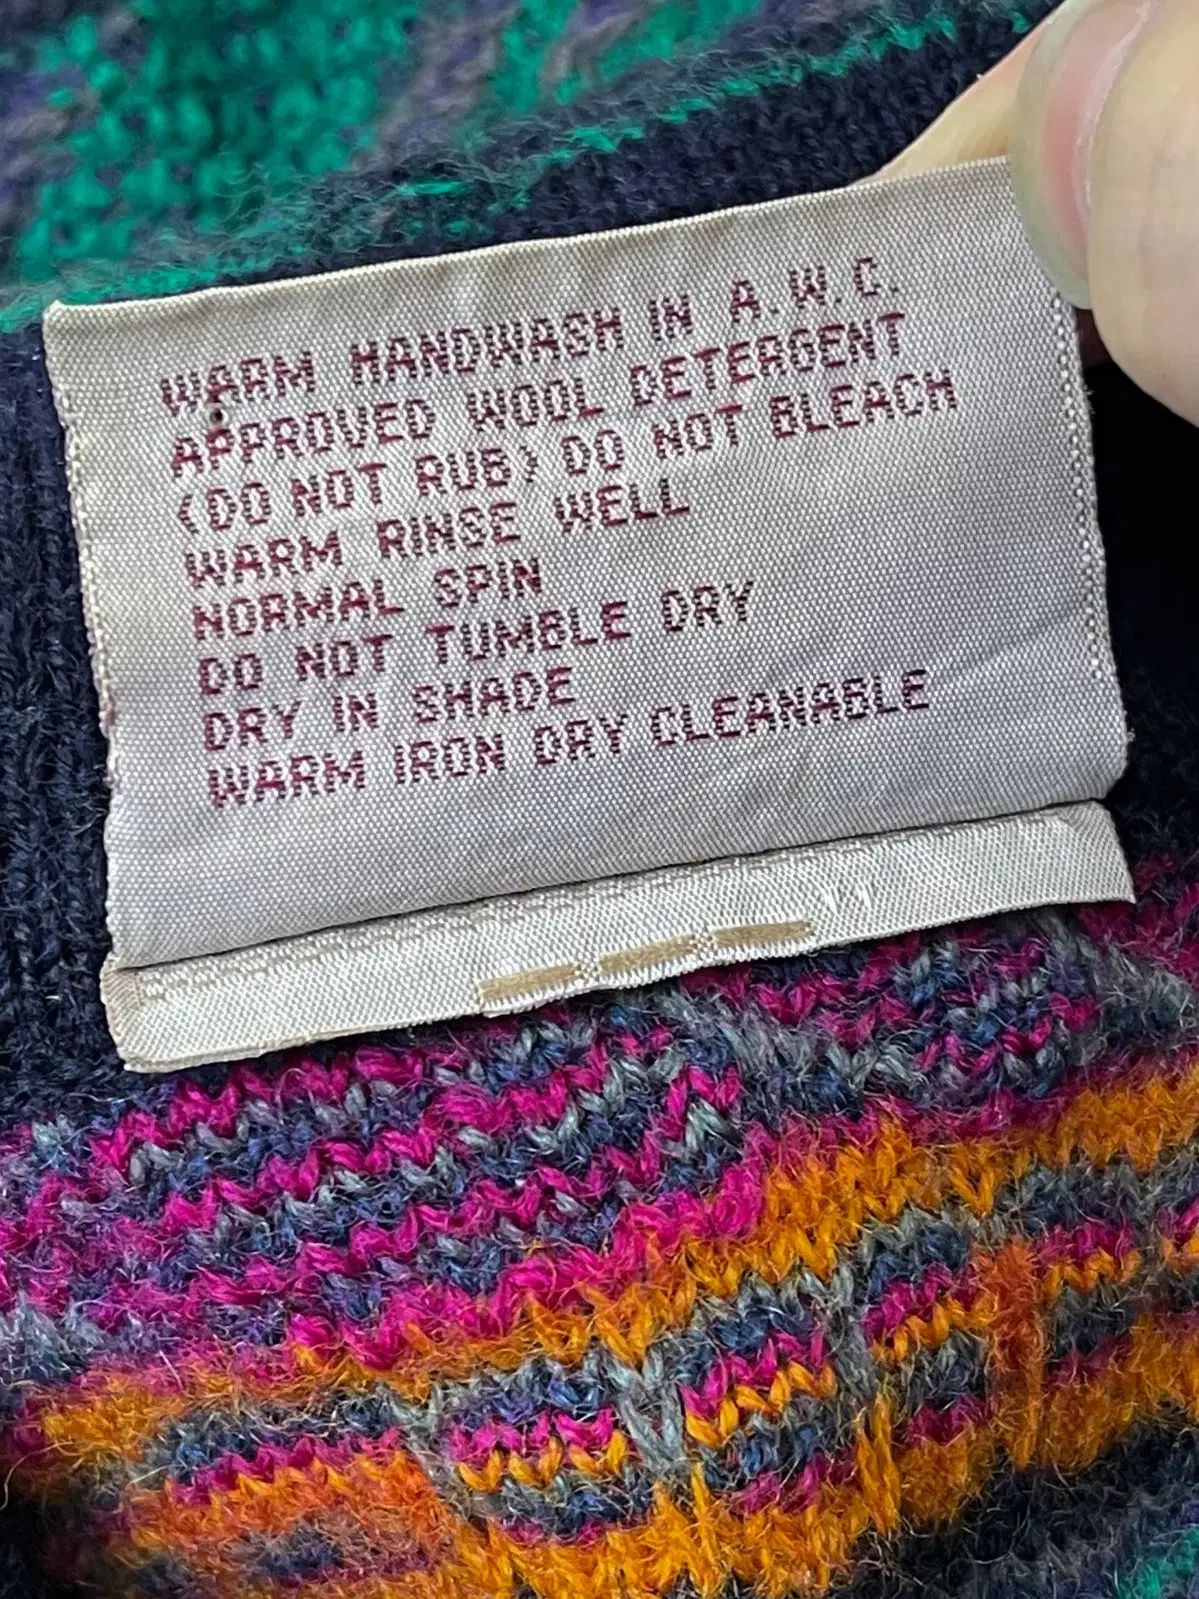 WARM HANDWASH IN A.W.C.
APPROVED WOOL DETERGENT
(DO NOT RUB) DO NOT BLEACH
WARM RINSE WELL
NORMAL SPIN
DO NOT TUMBLE DRY
DRY IN SHADE
WARM IRON DRY CLEANABLE